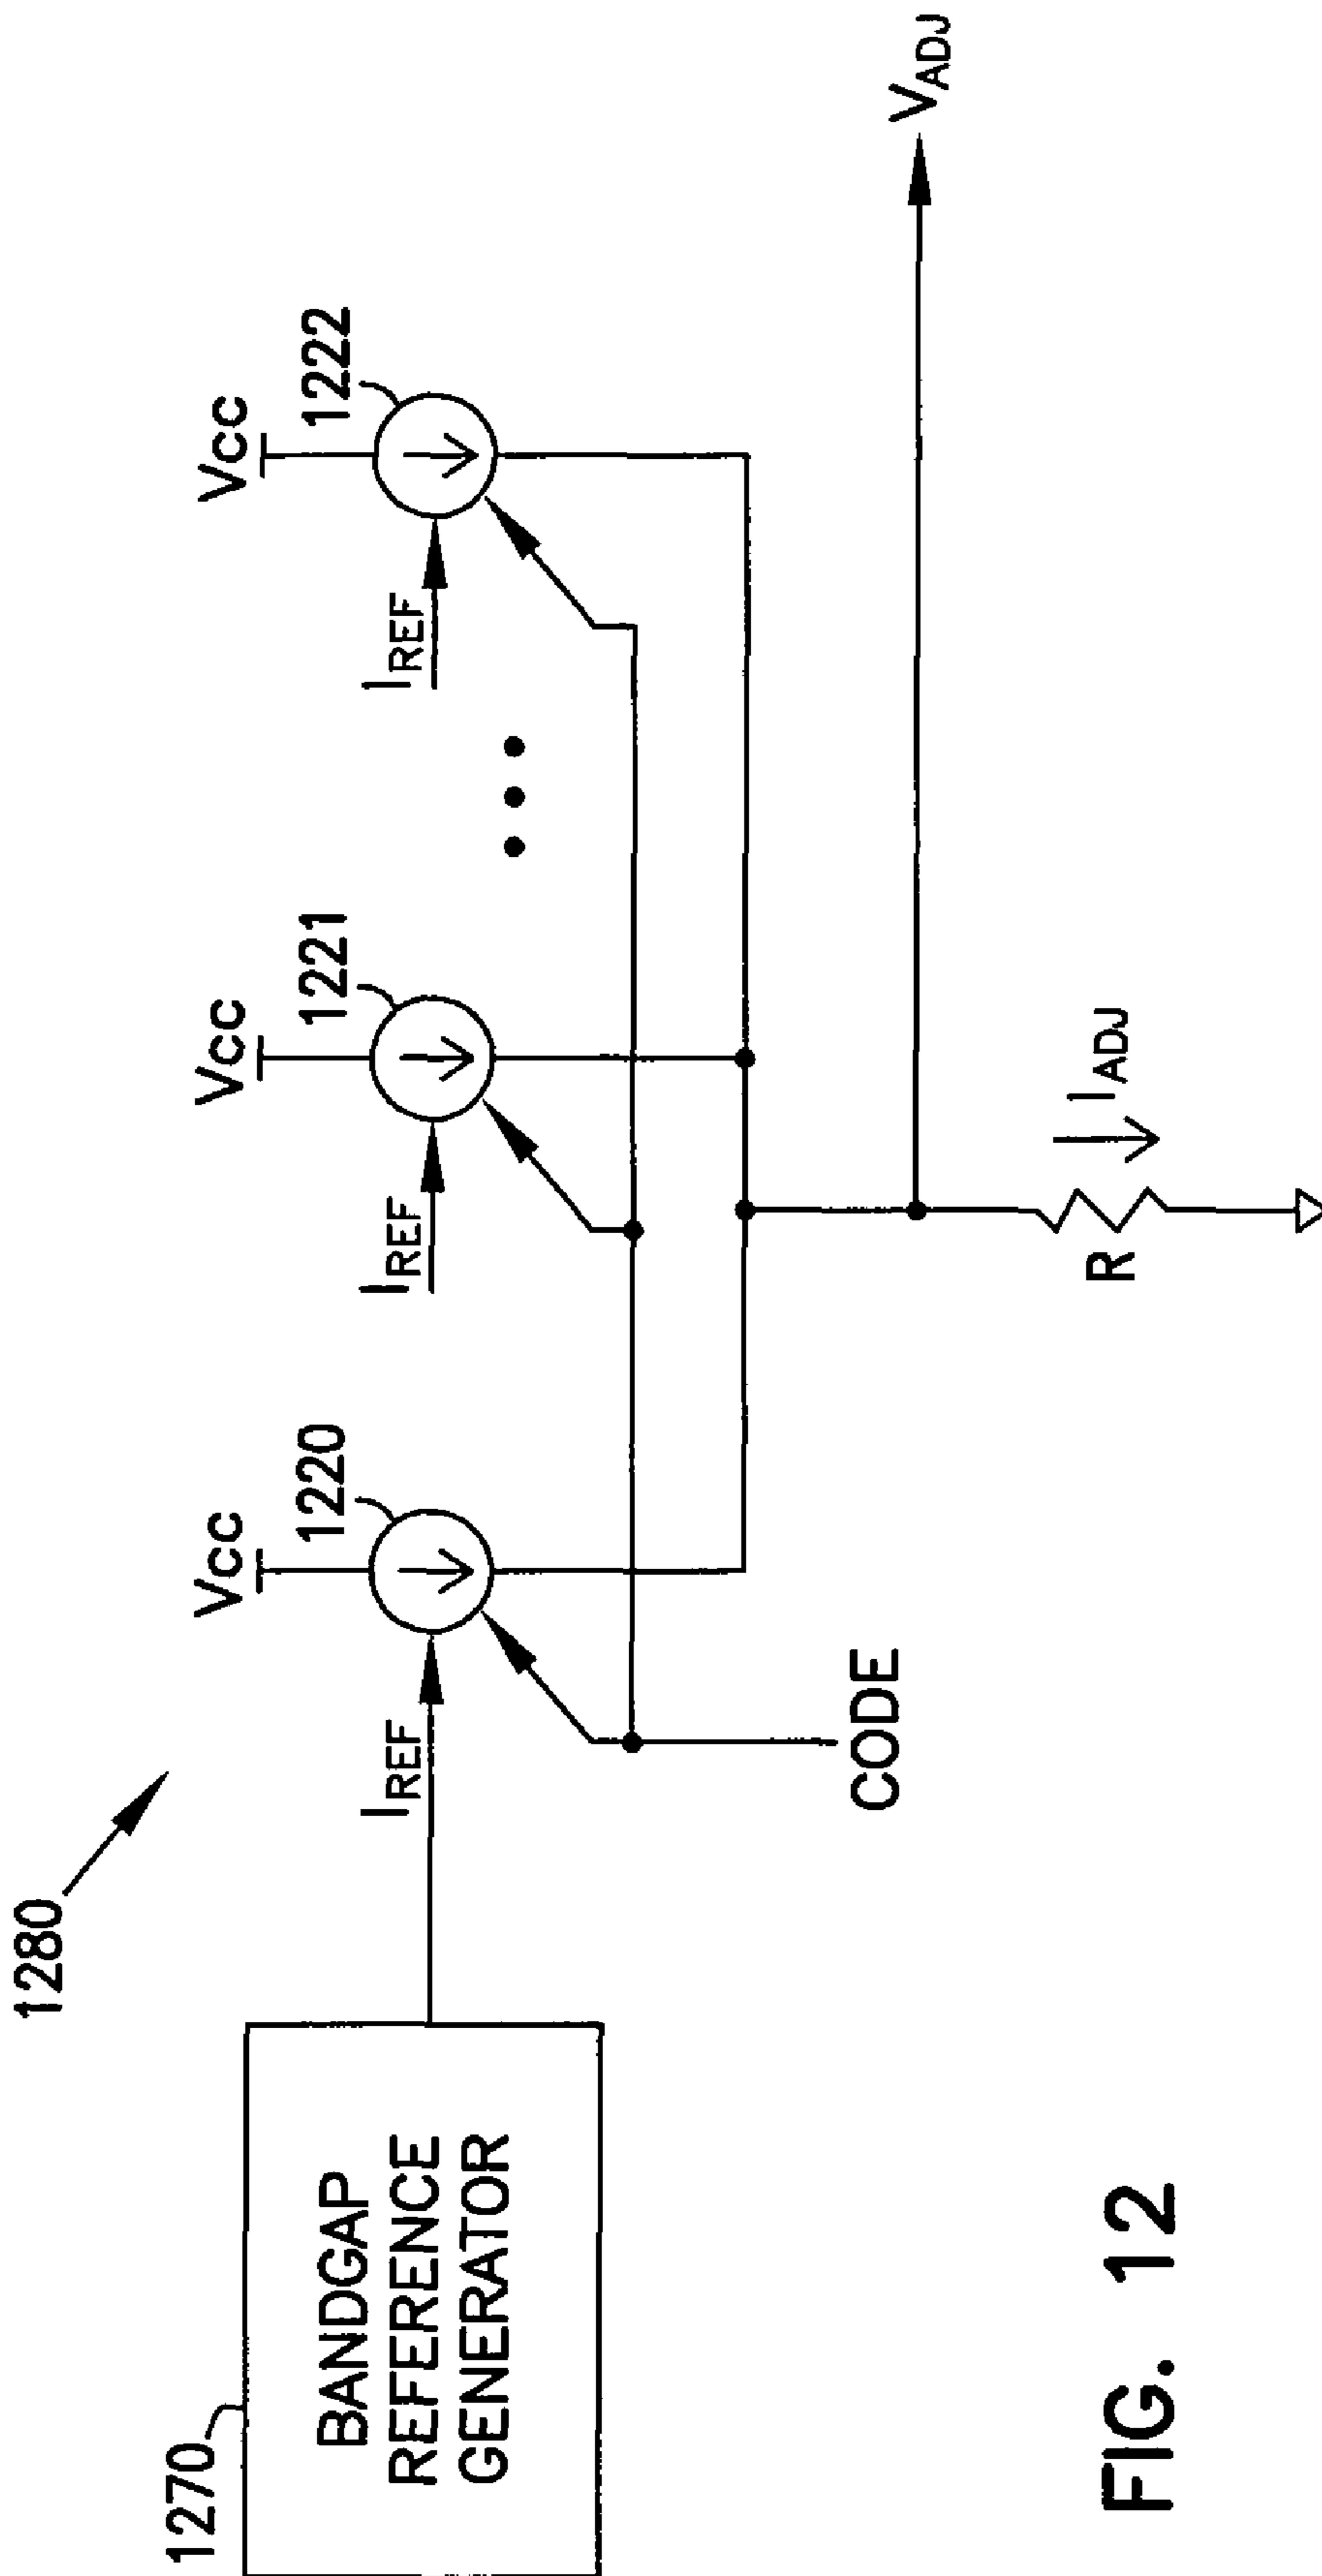 1280
1270
BANDGAP
REFERENCE
GENERATOR
IREF
Vcc
1220
CODE
IREF
Vcc
1221
IREF
Vcc
1222
VADJ
R
IADJ
FIG. 12